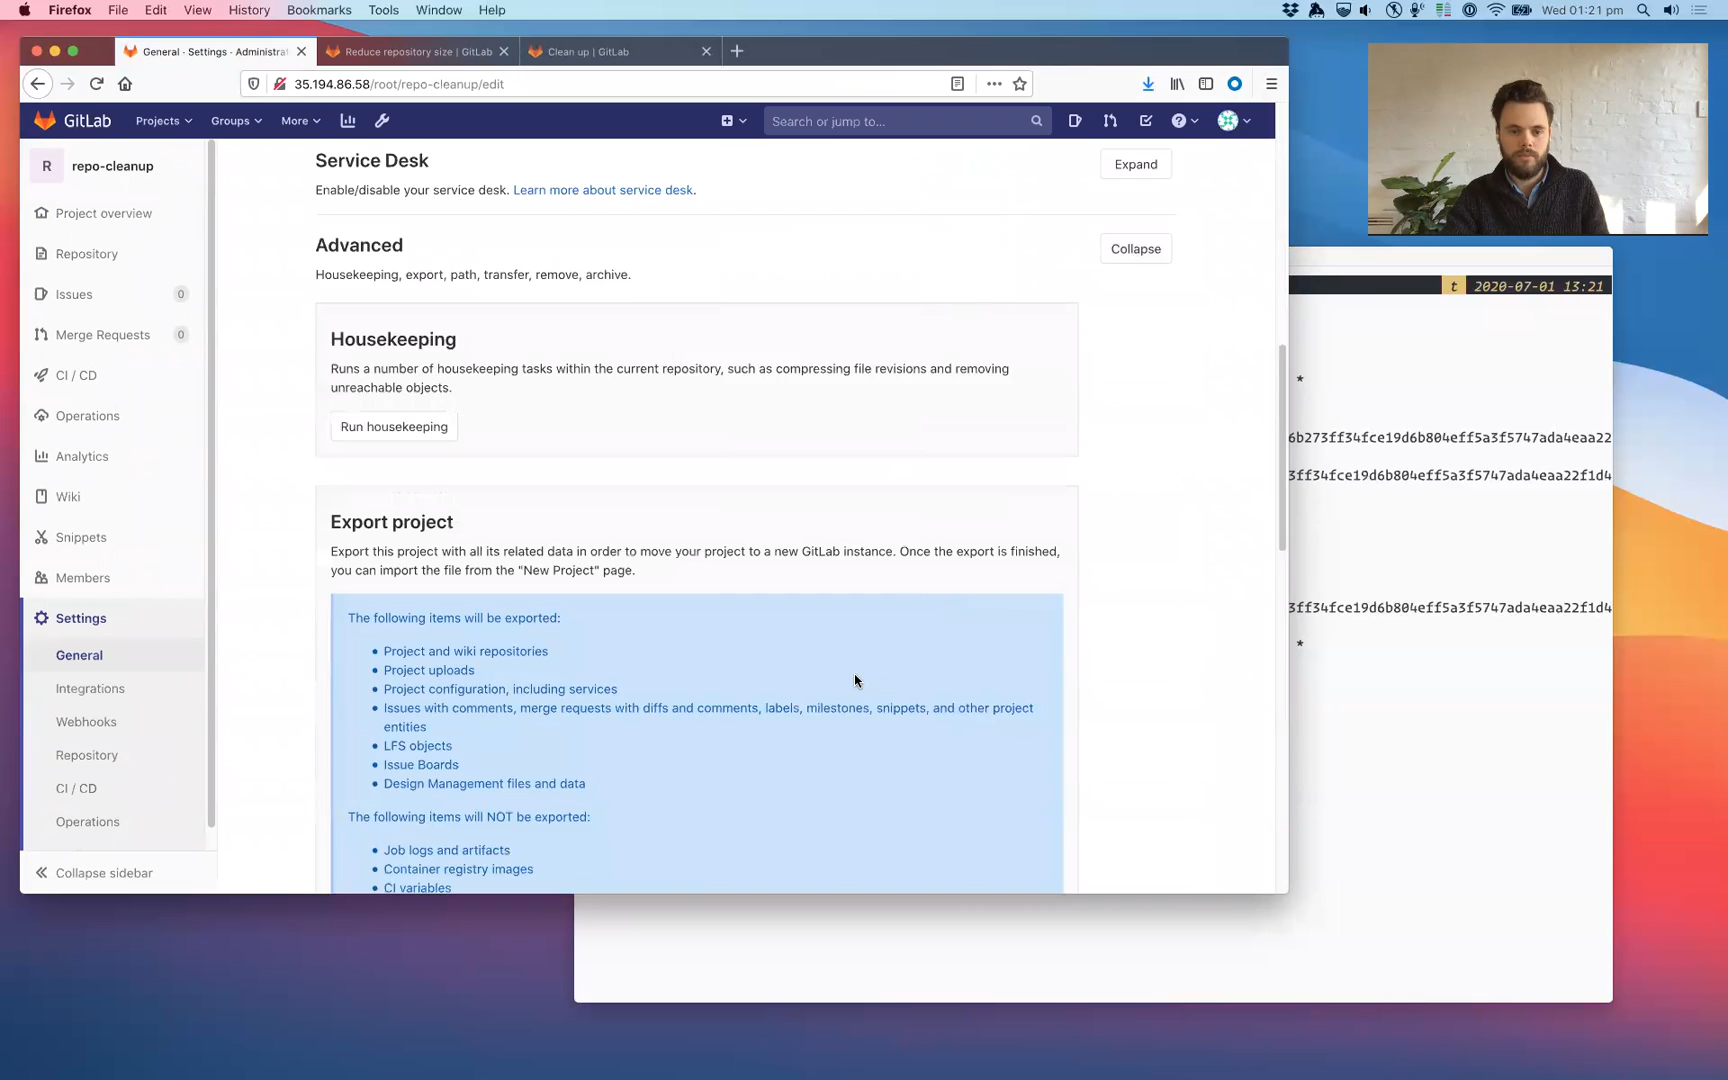 Firefox File Edit View History Bookmarks Tools Window Help
Wed 01:21 pm
General · Settings · Administrat
Reduce repository size | GitLab
Clean up | GitLab
35.194.86.58/root/repo-cleanup/edit
GitLab
Projects
Groups
More
Search or jump to...
R
repo-cleanup
Project overview
Repository
Issues 0
Merge Requests 0
CI / CD
Operations
Analytics
Wiki
Snippets
Members
Settings
General
Integrations
Webhooks
Repository
CI / CD
Operations
Collapse sidebar
Service Desk
Expand
Enable/disable your service desk. Learn more about service desk.
Advanced
Collapse
Housekeeping, export, path, transfer, remove, archive.
Housekeeping
Runs a number of housekeeping tasks within the current repository, such as compressing file revisions and removing
unreachable objects.
Run housekeeping
Export project
Export this project with all its related data in order to move your project to a new GitLab instance. Once the export is finished,
you can import the file from the "New Project" page.
The following items will be exported:
• Project and wiki repositories
• Project uploads
• Project configuration, including services
• Issues with comments, merge requests with diffs and comments, labels, milestones, snippets, and other project
entities
• LFS objects
• Issue Boards
• Design Management files and data
The following items will NOT be exported:
• Job logs and artifacts
• Container registry images
• CI variables
t 2020-07-01 13:21
*
6b273ff34fce19d6b804eff5a3f5747ada4eaa22
3ff34fce19d6b804eff5a3f5747ada4eaa22f1d4
3ff34fce19d6b804eff5a3f5747ada4eaa22f1d4
*